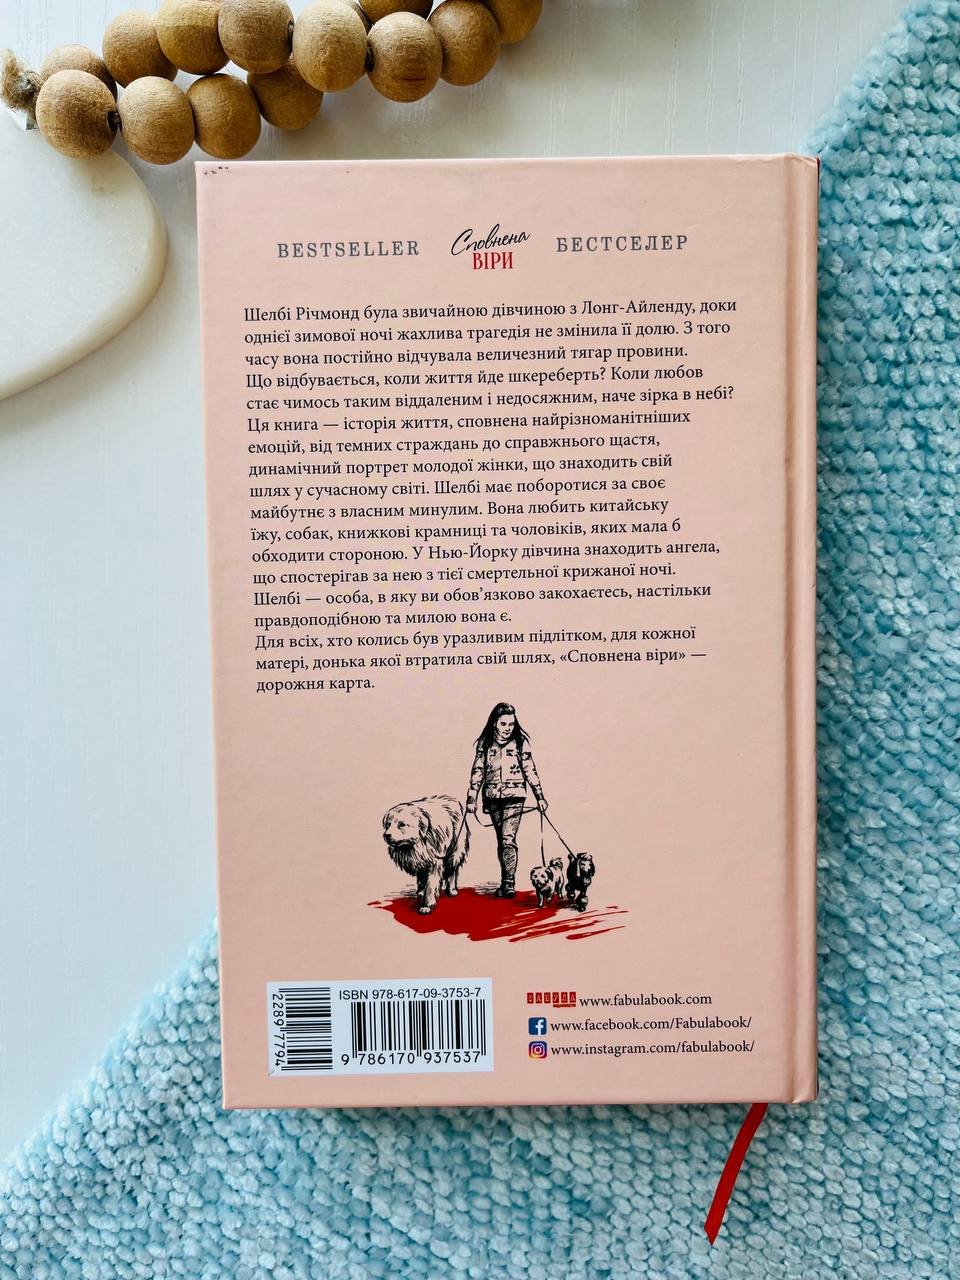 BESTSELLER Сповнена ВІРИ БЕСТСЕЛЕР
Шелбі Річмонд була звичайною дівчиною з Лонг-Айленду, доки
однієї зимової ночі жахлива трагедія не змінила її долю. З того
часу вона постійно відчувала величезний тягар провини.
Що відбувається, коли життя йде шкереберть? Коли любов
стає чимось таким віддаленим і недосяжним, наче зірка в небі?
Ця книга — історія життя, сповнена найрізноманітніших
емоцій, від темних страждань до справжнього щастя,
динамічний портрет молодої жінки, що знаходить свій
шлях у сучасному світі. Шелбі має поборотися за своє
майбутнє з власним минулим. Вона любить китайську
їжу, собак, книжкові крамниці та чоловіків, яких мала б
обходити стороною. У Нью-Йорку дівчина знаходить ангела,
що спостерігав за нею з тієї смертельної крижаної ночі.
Шелбі — особа, в яку ви обов’язково закохаєтесь, настільки
правдоподібною та милою вона є.
Для всіх, хто колись був уразливим підлітком, для кожної
матері, донька якої втратила свій шлях, «Сповнена віри» —
дорожня карта.
ISBN 978-617-09-3753-7
2289 7794
9 786170 937537
ФАБУЛА www.fabulabook.com
www.facebook.com/Fabulabook/
www.instagram.com/fabulabook/